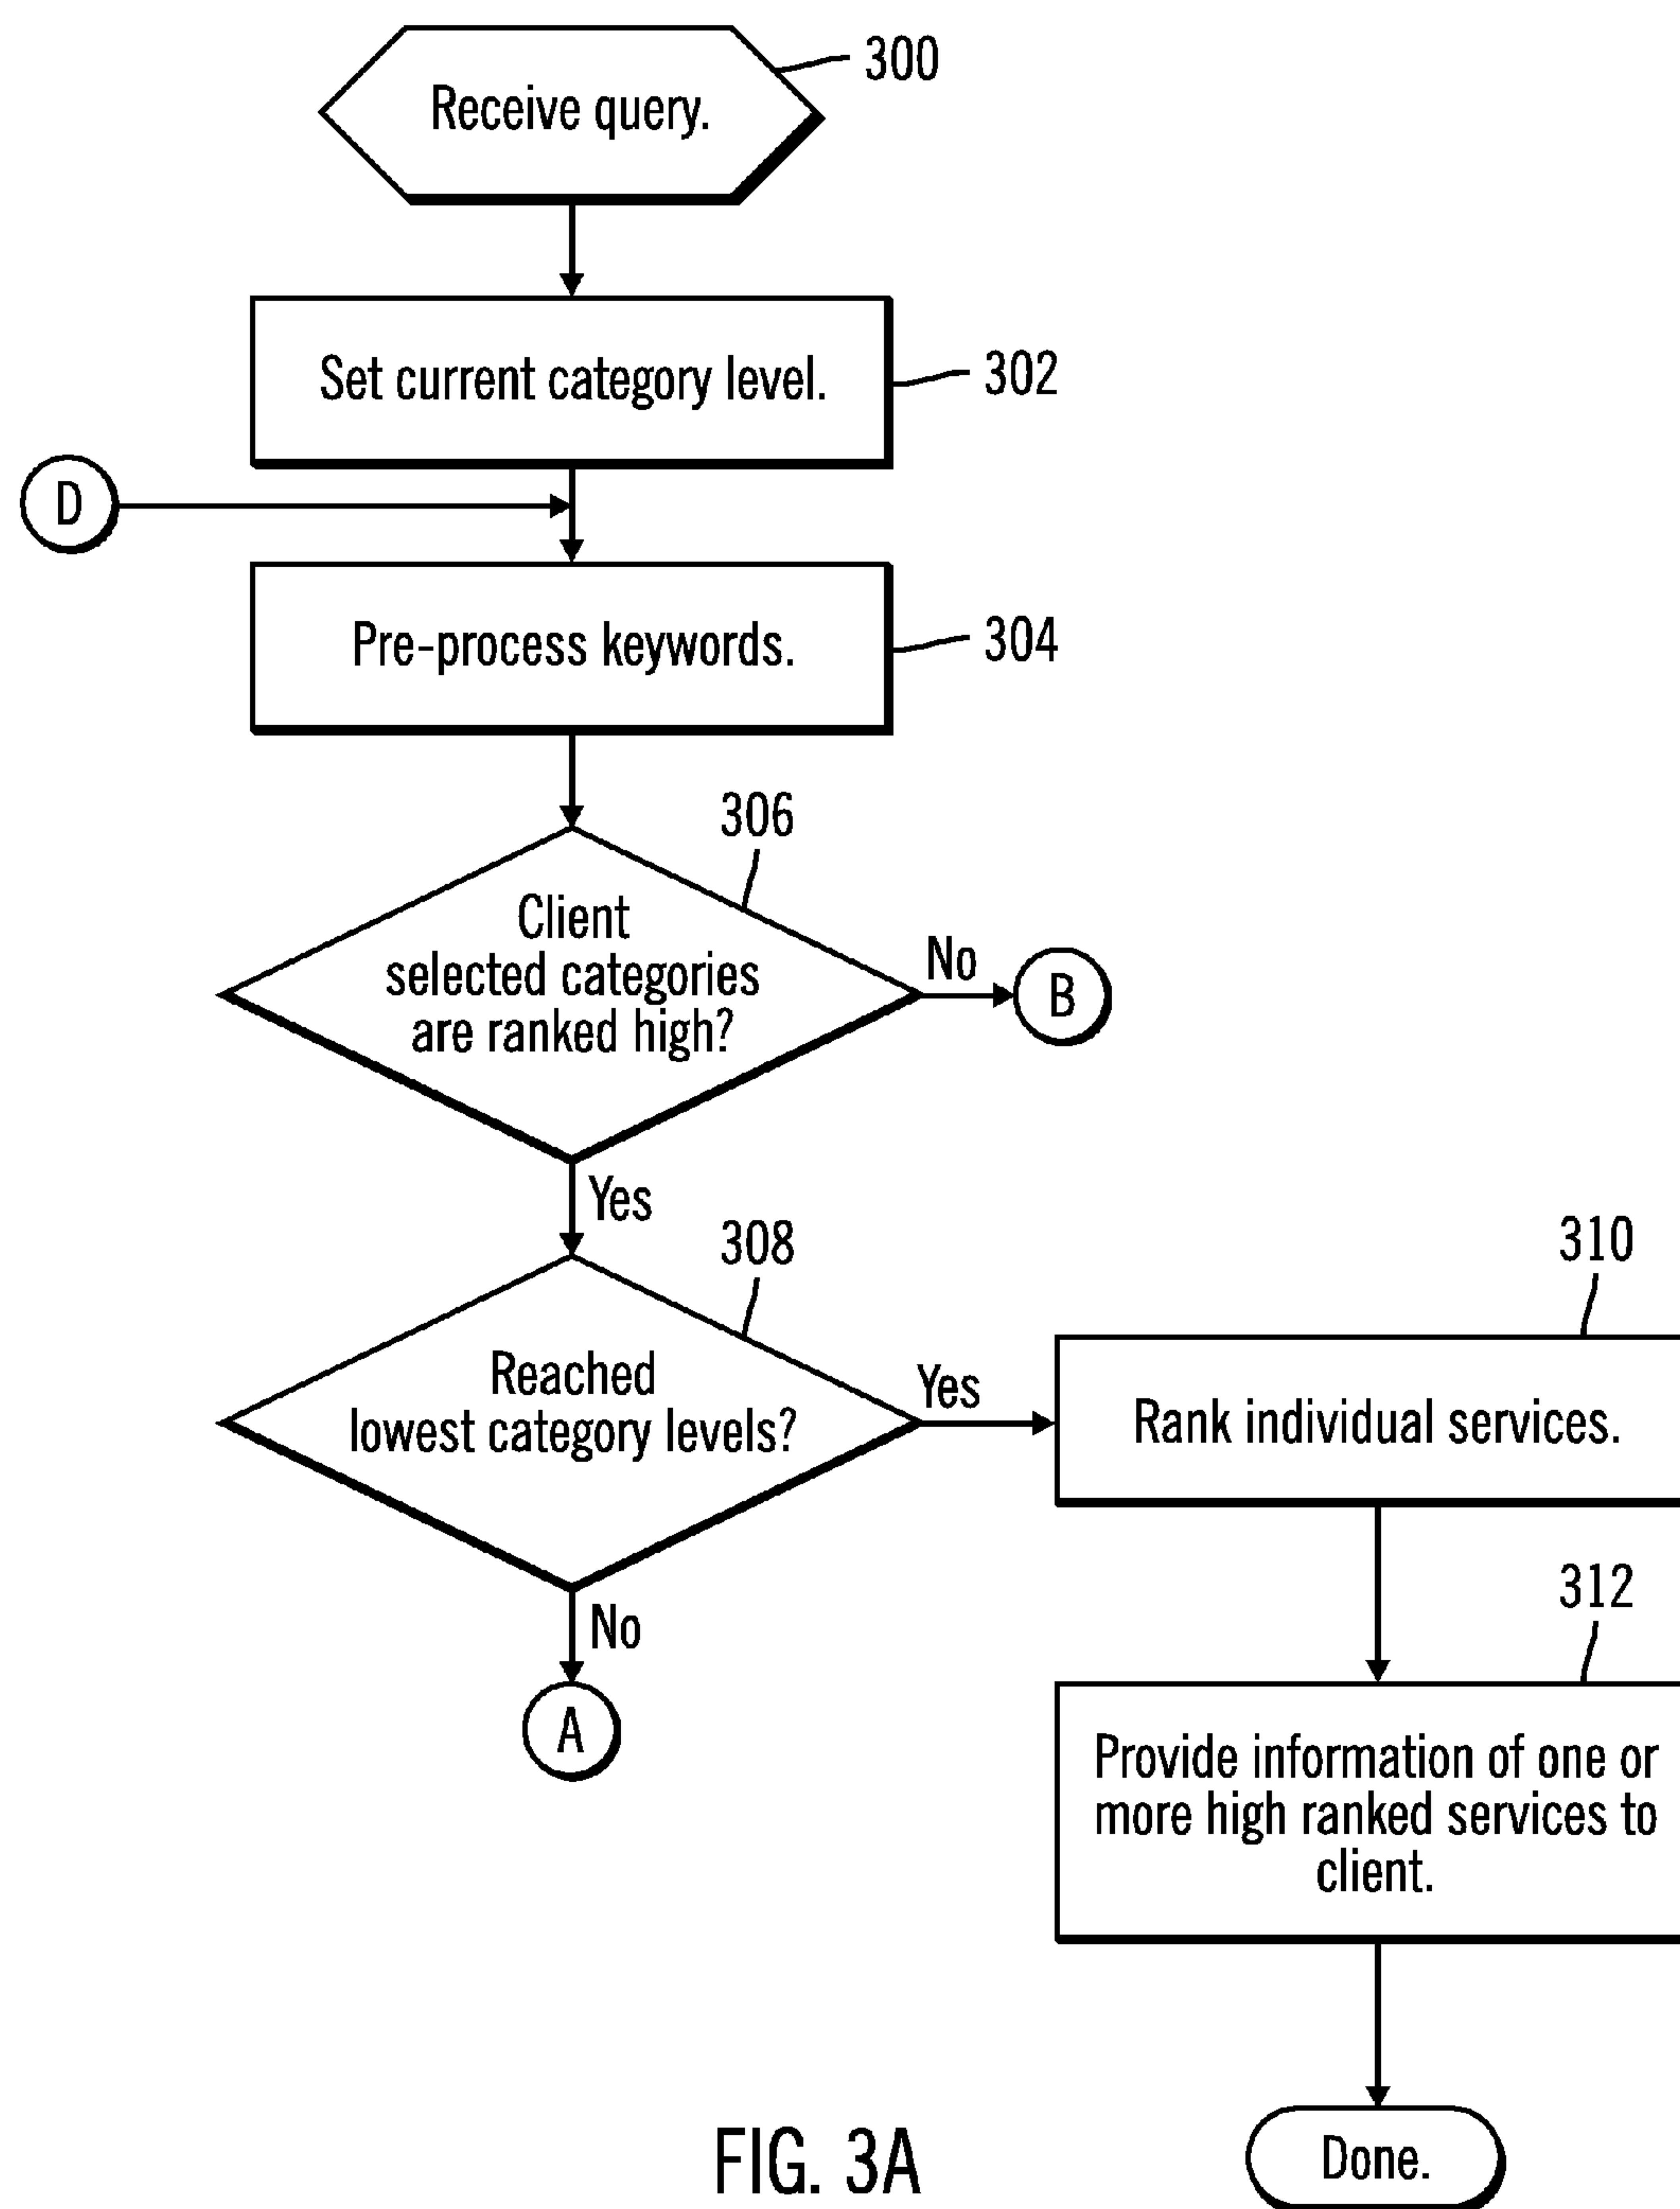 300
Receive query.
Set current category level.
302
D
Pre-process keywords.
304
306
Client
selected categories
are ranked high?
No
B
Yes
308
Reached
lowest category levels?
Yes
310
Rank individual services.
No
A
312
Provide information of one or
more high ranked services to
client.
Done.
FIG. 3A